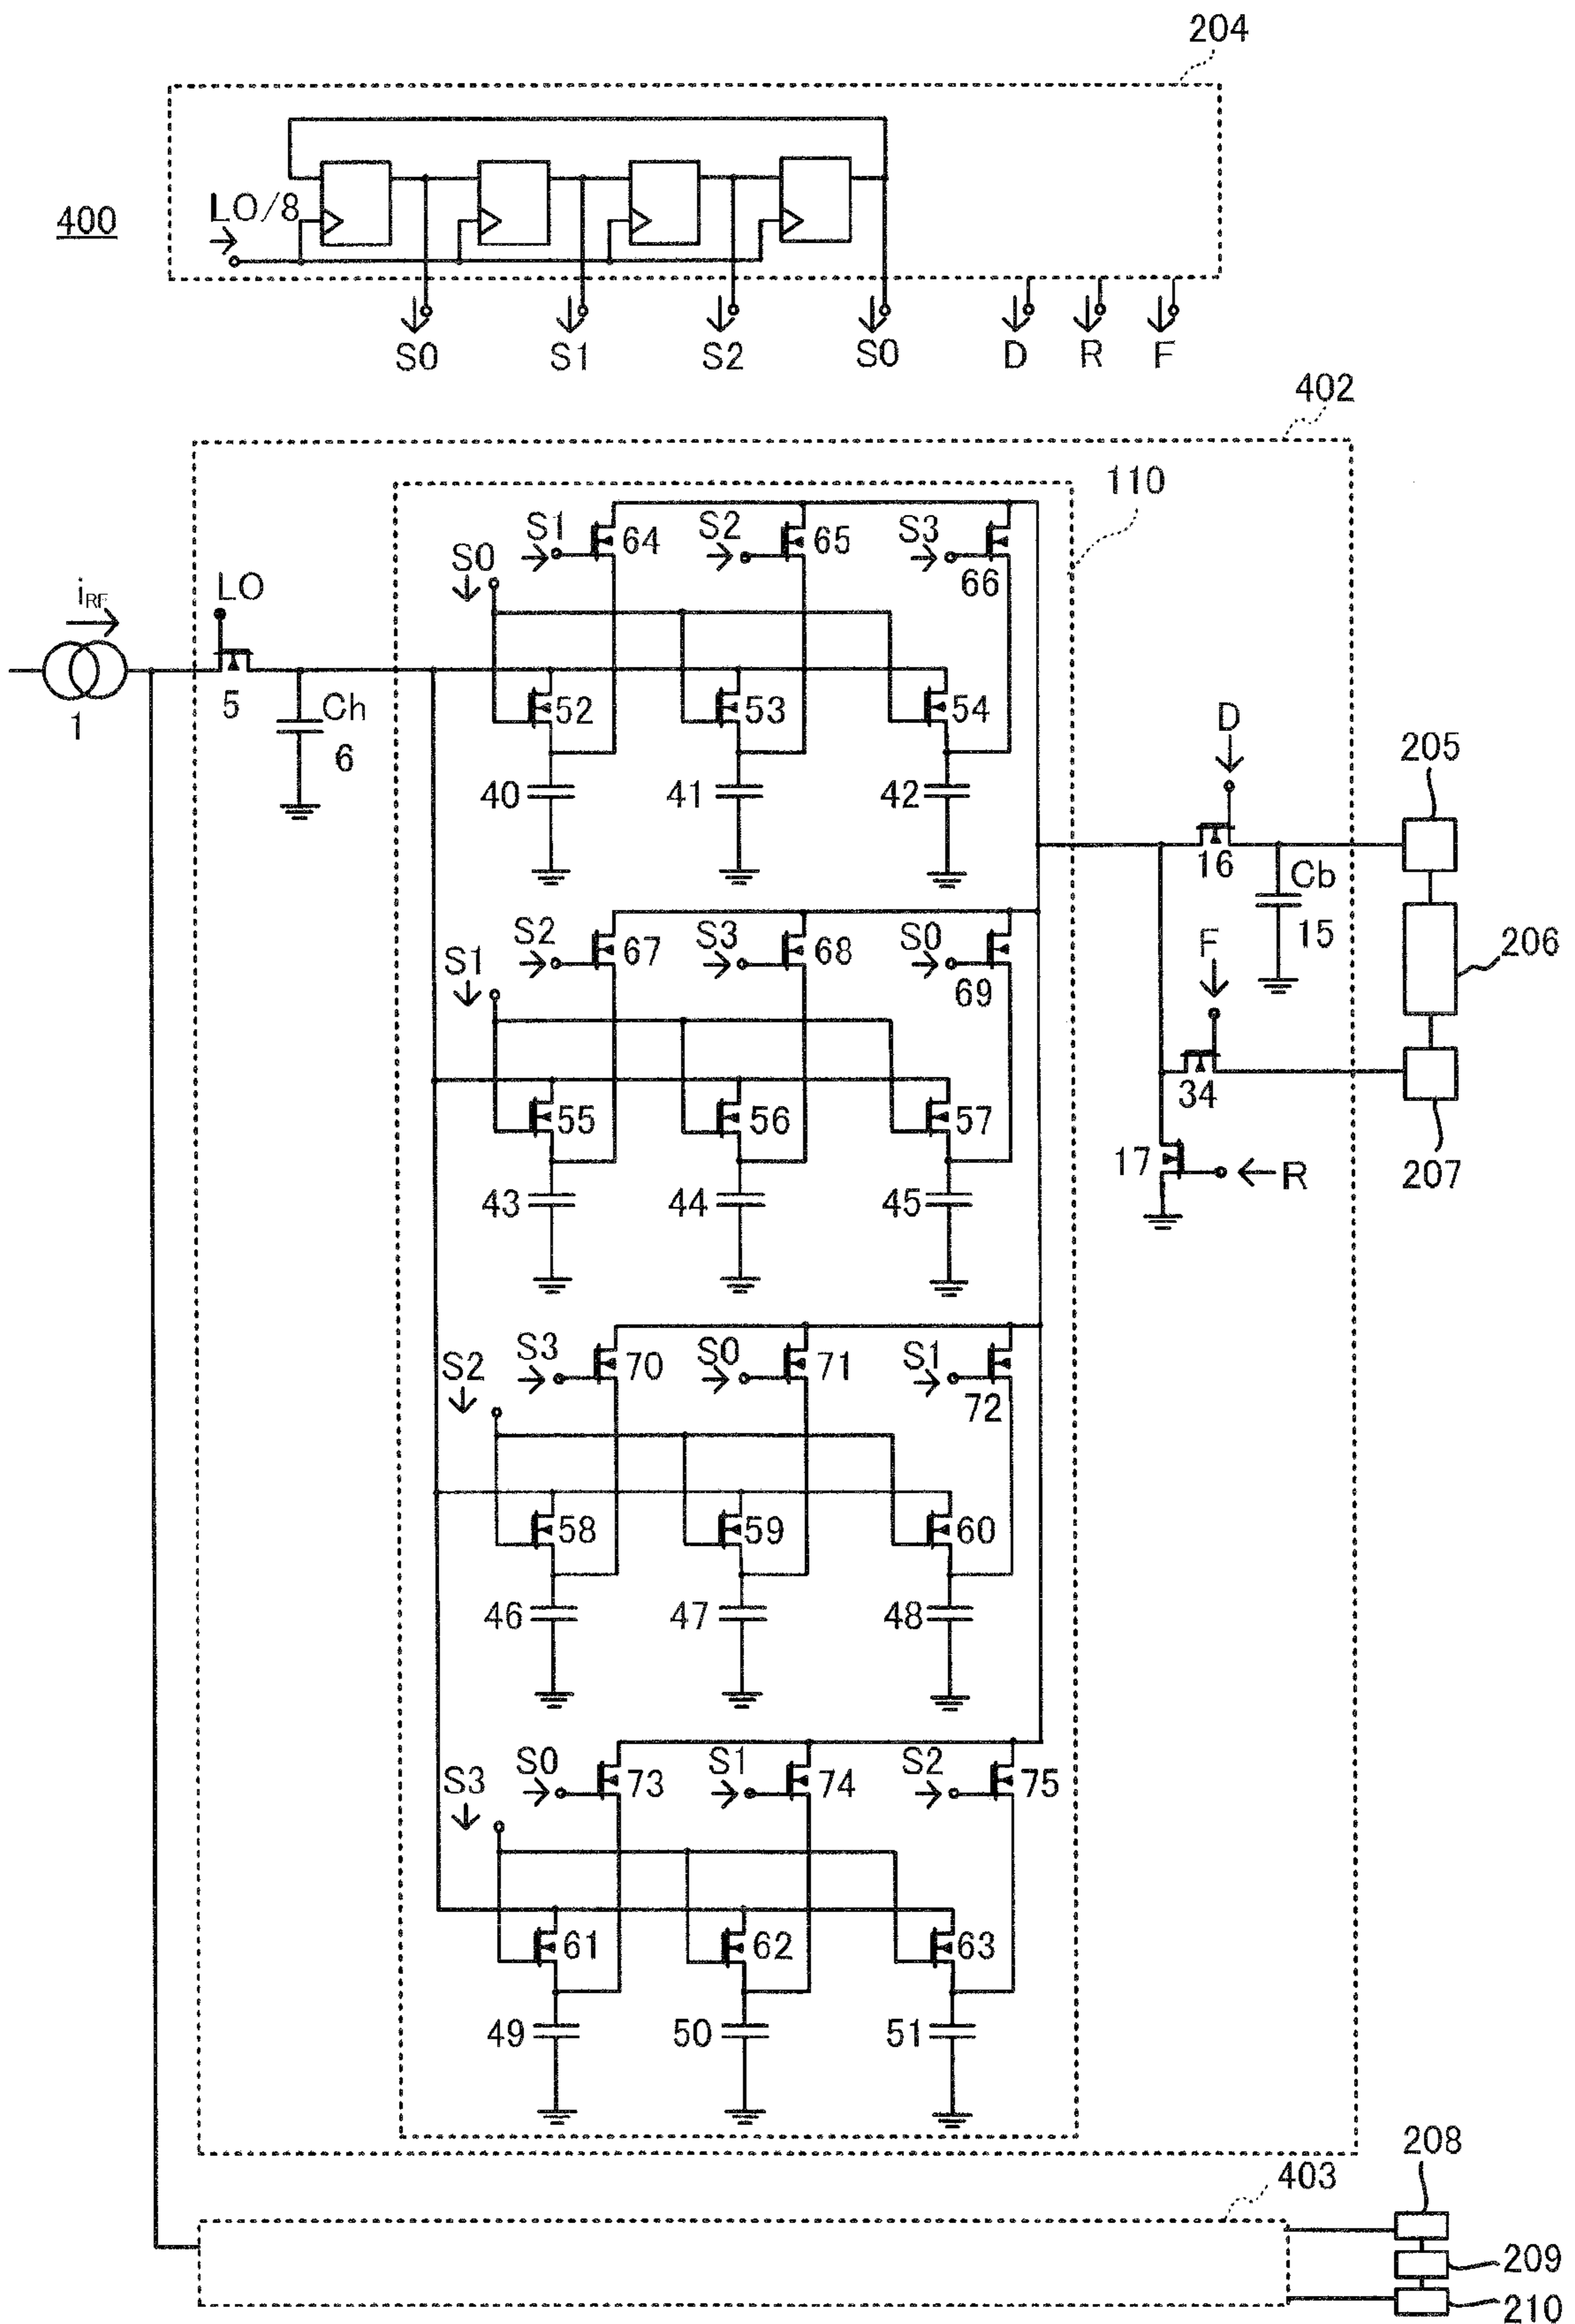 204
400
LO/8
S0 S1 S2 S0 D R F
402
110
S1 64 S2 65 S3 66
S0
iRF
LO
1
5
Ch
6
52 53 54
40 41 42
D
16
Cb
15
205
206
S2 67 S3 68 S0 69
S1
F
34
55 56 57
17
R
207
43 44 45
S3 70 S0 71 S1 72
S2
58 59 60
46 47 48
S0 73 S1 74 S2 75
S3
61 62 63
49 50 51
403
208
209
210